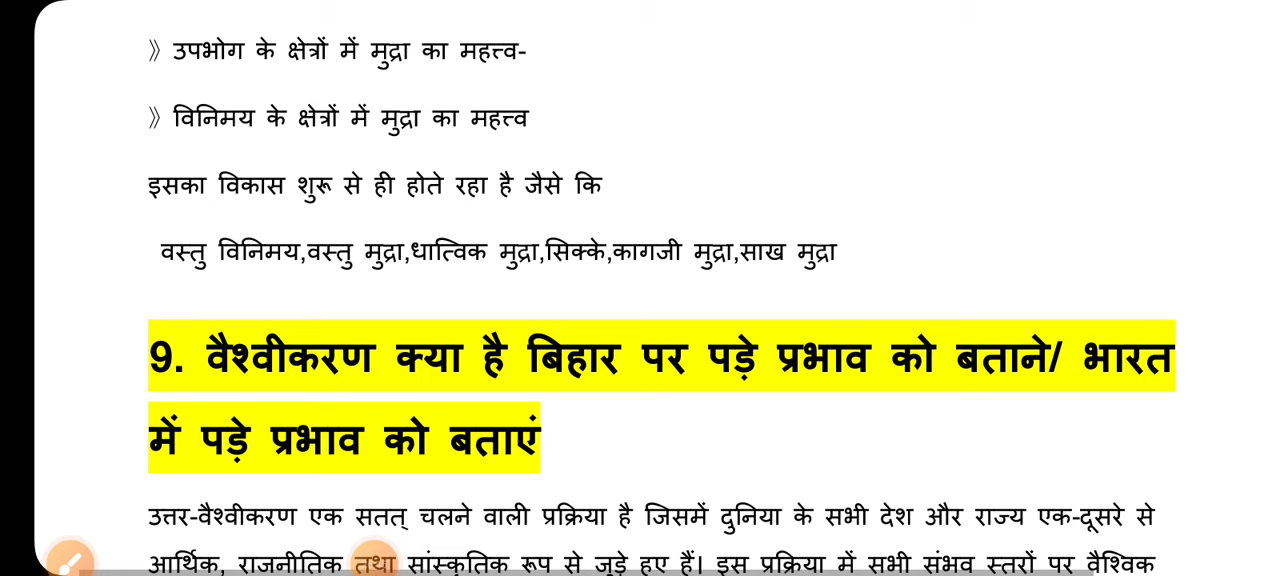 》 उपभोग के क्षेत्रों में मुद्रा का महत्त्व-
》 विनिमय के क्षेत्रों में मुद्रा का महत्त्व
इसका विकास शुरू से ही होते रहा है जैसे कि
वस्तु विनिमय,वस्तु मुद्रा,धात्विक मुद्रा,सिक्के,कागजी मुद्रा,साख मुद्रा
9. वैश्वीकरण क्या है बिहार पर पड़े प्रभाव को बताने/ भारत
में पड़े प्रभाव को बताएं
उत्तर-वैश्वीकरण एक सतत् चलने वाली प्रक्रिया है जिसमें दुनिया के सभी देश और राज्य एक-दूसरे से
आर्थिक, राजनीतिक तथा सांस्कृतिक रूप से जुड़े हुए हैं। इस प्रक्रिया में सभी संभव स्तरों पर वैश्विक